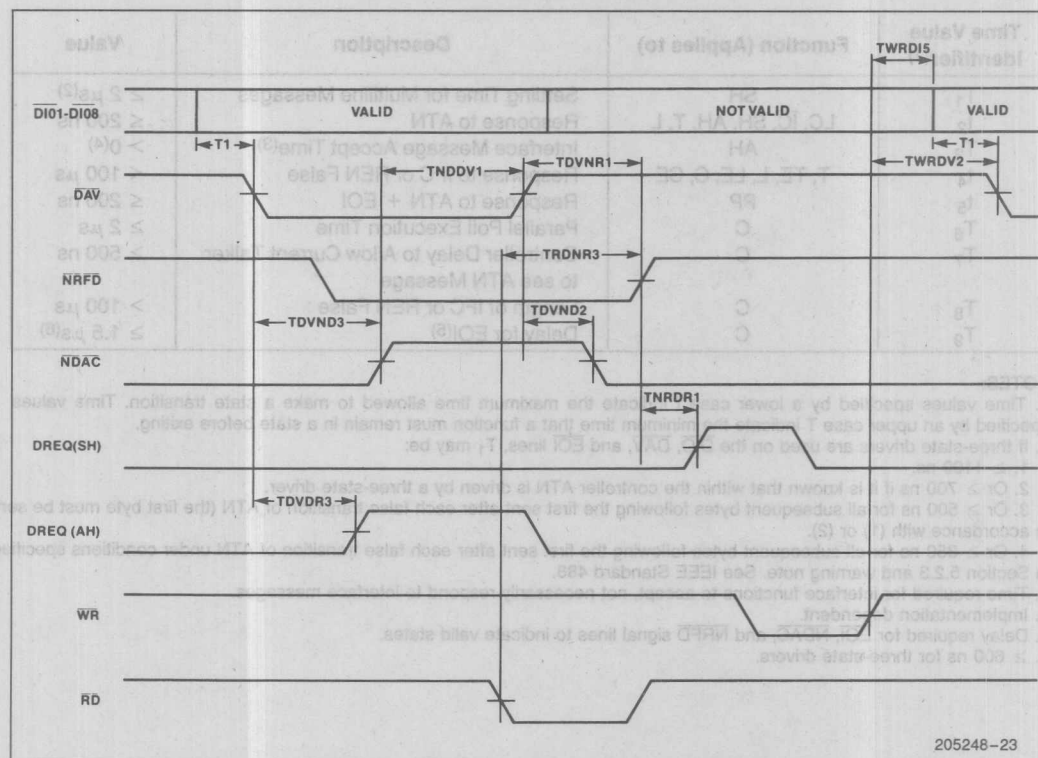 TWRDI5
DI01-DI08
VALID
NOT VALID
VALID
T1
T1
TNDDV1
TDVNR1
TWRDV2
DAV
TRDNR3
NRFD
TDVND3
TDVND2
NDAC
TNRDR1
DREQ(SH)
TDVDR3
DREQ (AH)
WR
RD
205248–23